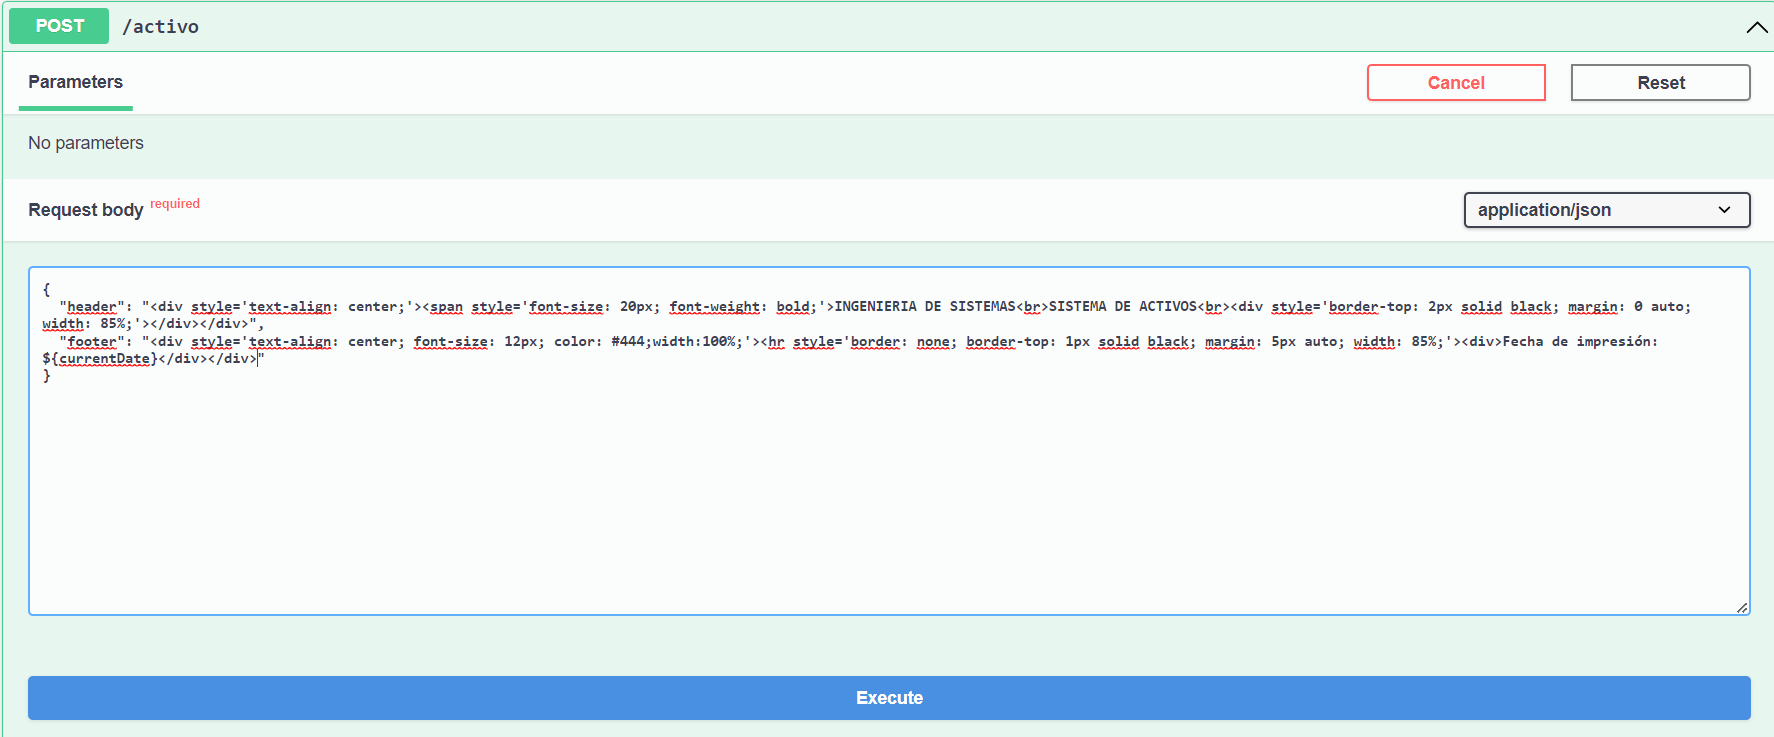 POST /activo
Parameters
Cancel
Reset
No parameters
Request body required
application/json
{
"header": "<div style='text-align: center;'><span style='font-size: 20px; font-weight: bold;'>INGENIERIA DE SISTEMAS<br>SISTEMA DE ACTIVOS<br><div style='border-top: 2px solid black; margin: 0 auto;
width: 85%;'></div></div>",
"footer": "<div style='text-align: center; font-size: 12px; color: #444;width:100%;'><hr style='border: none; border-top: 1px solid black; margin: 5px auto; width: 85%;'><div>Fecha de impresión:
${currentDate}</div></div>"
}
Execute